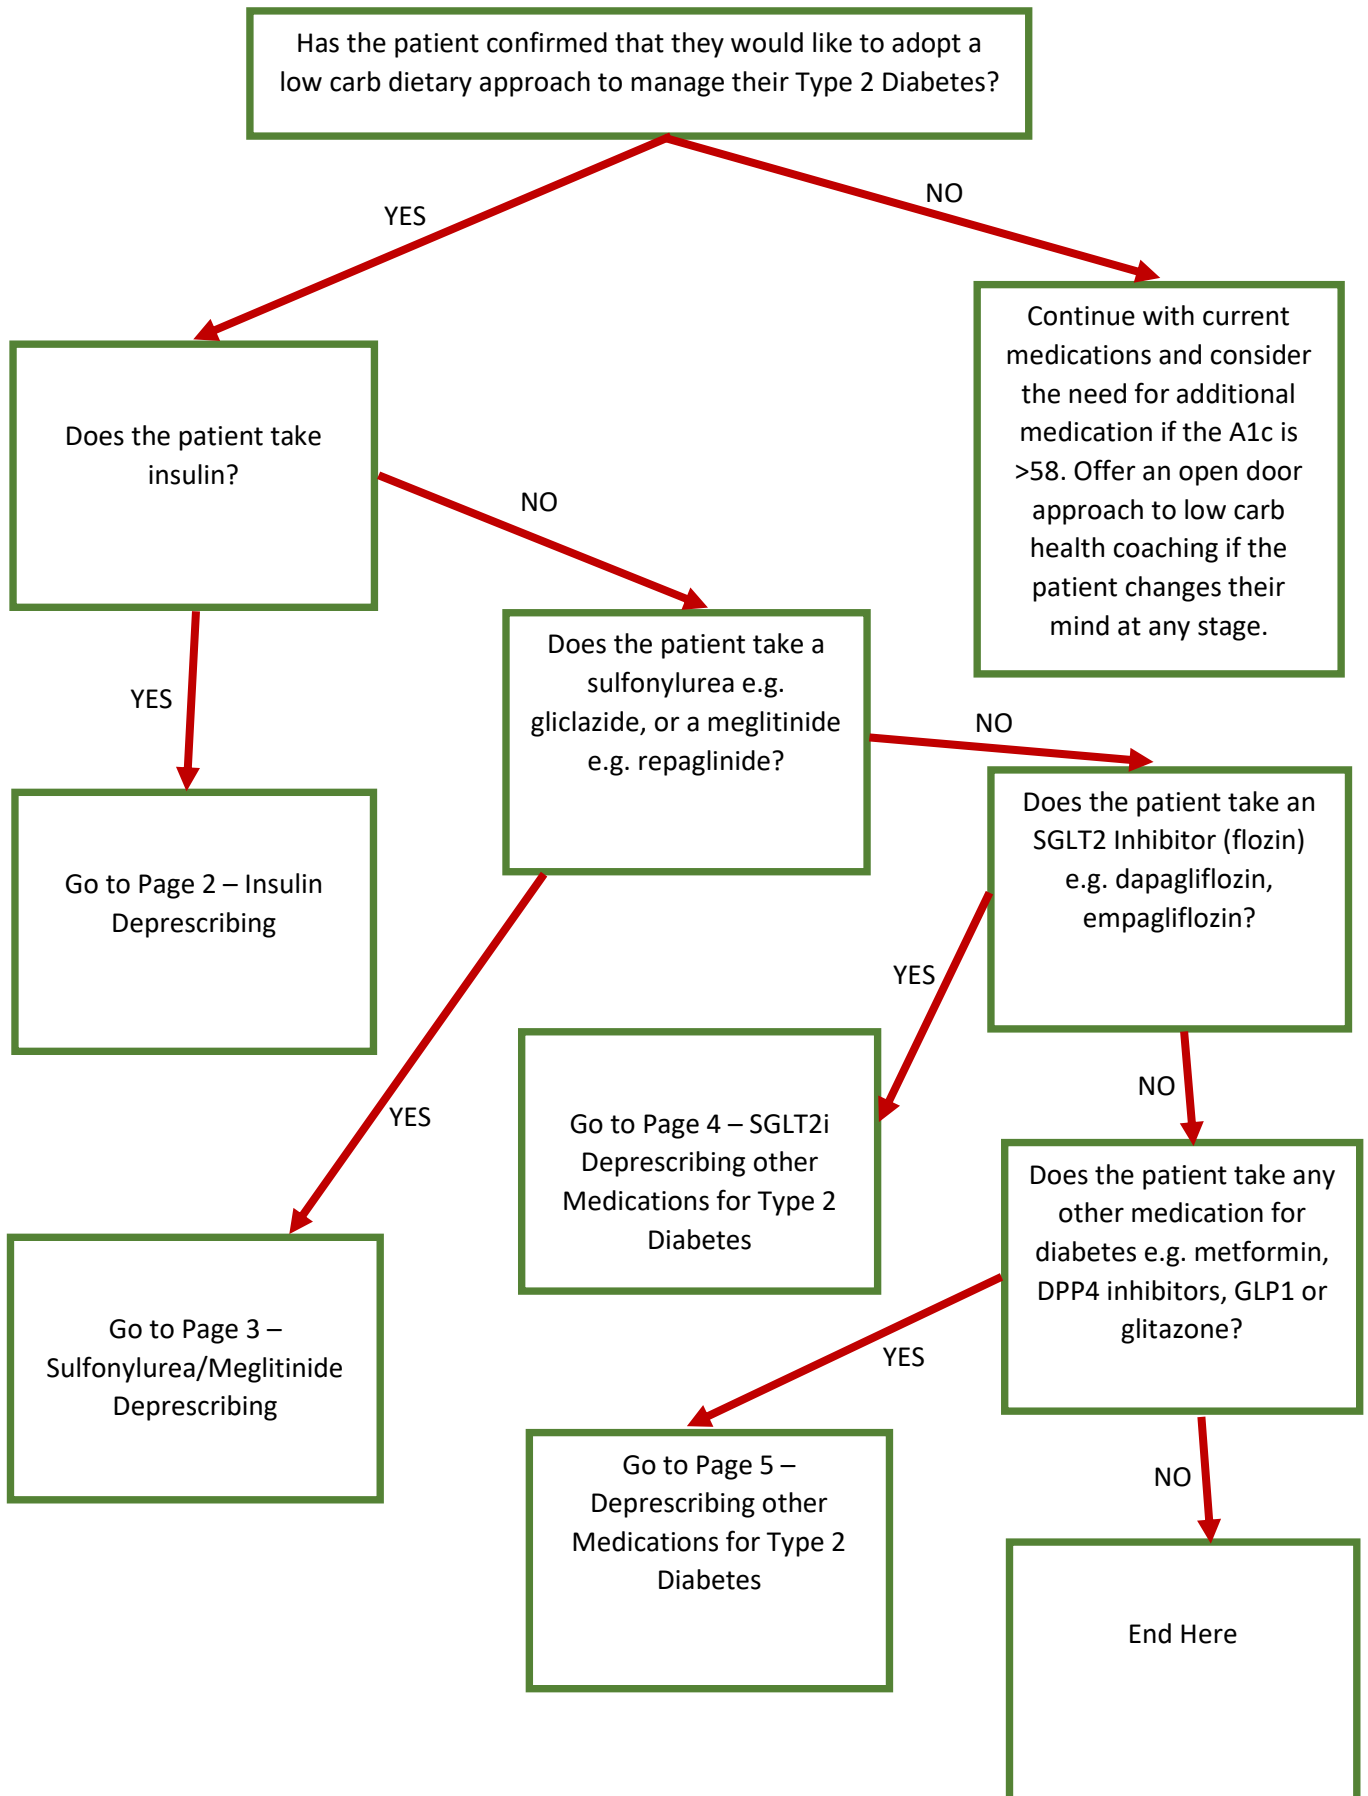 Has the patient confirmed that they would like to adopt a
low carb dietary approach to manage their Type 2 Diabetes?
YES
NO
Continue with current
medications and consider
the need for additional
medication if the A1c is
>58. Offer an open door
approach to low carb
health coaching if the
patient changes their
mind at any stage.
Does the patient take
insulin?
NO
YES
Does the patient take a
sulfonylurea e.g.
gliclazide, or a meglitinide
e.g. repaglinide?
NO
Does the patient take an
SGLT2 Inhibitor (flozin)
e.g. dapagliflozin,
empagliflozin?
Go to Page 2 – Insulin
Deprescribing
YES
YES
NO
Go to Page 4 – SGLT2i
Deprescribing other
Medications for Type 2
Diabetes
Does the patient take any
other medication for
diabetes e.g. metformin,
DPP4 inhibitors, GLP1 or
glitazone?
Go to Page 3 –
Sulfonylurea/Meglitinide
Deprescribing
YES
NO
Go to Page 5 –
Deprescribing other
Medications for Type 2
Diabetes
End Here